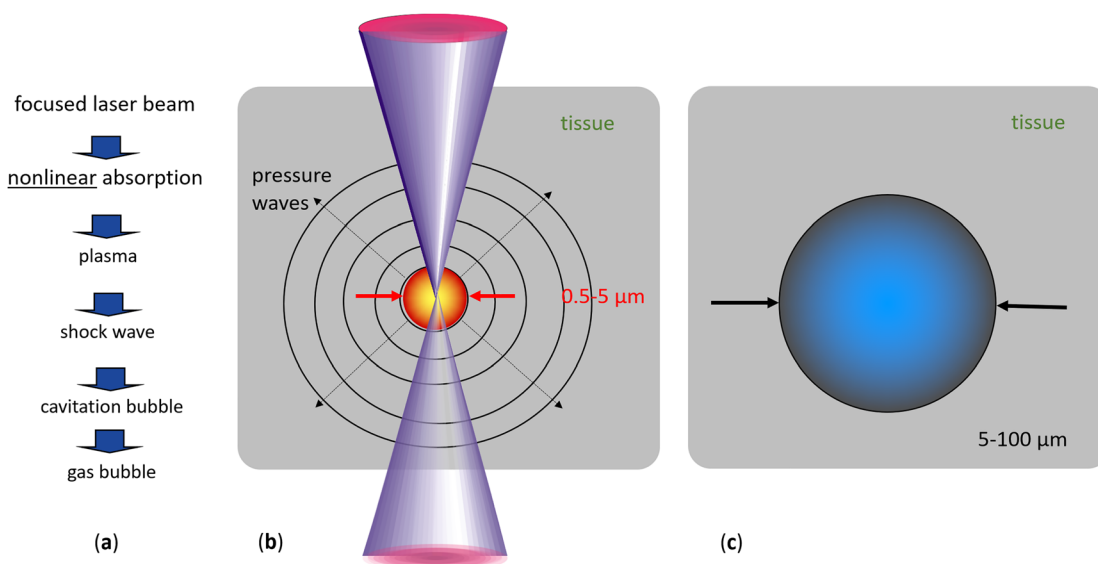 focused laser beam
nonlinear absorption
plasma
shock wave
cavitation bubble
gas bubble
(a)
tissue
pressure
waves
0.5-5 µm
(b)
tissue
5-100 µm
(c)